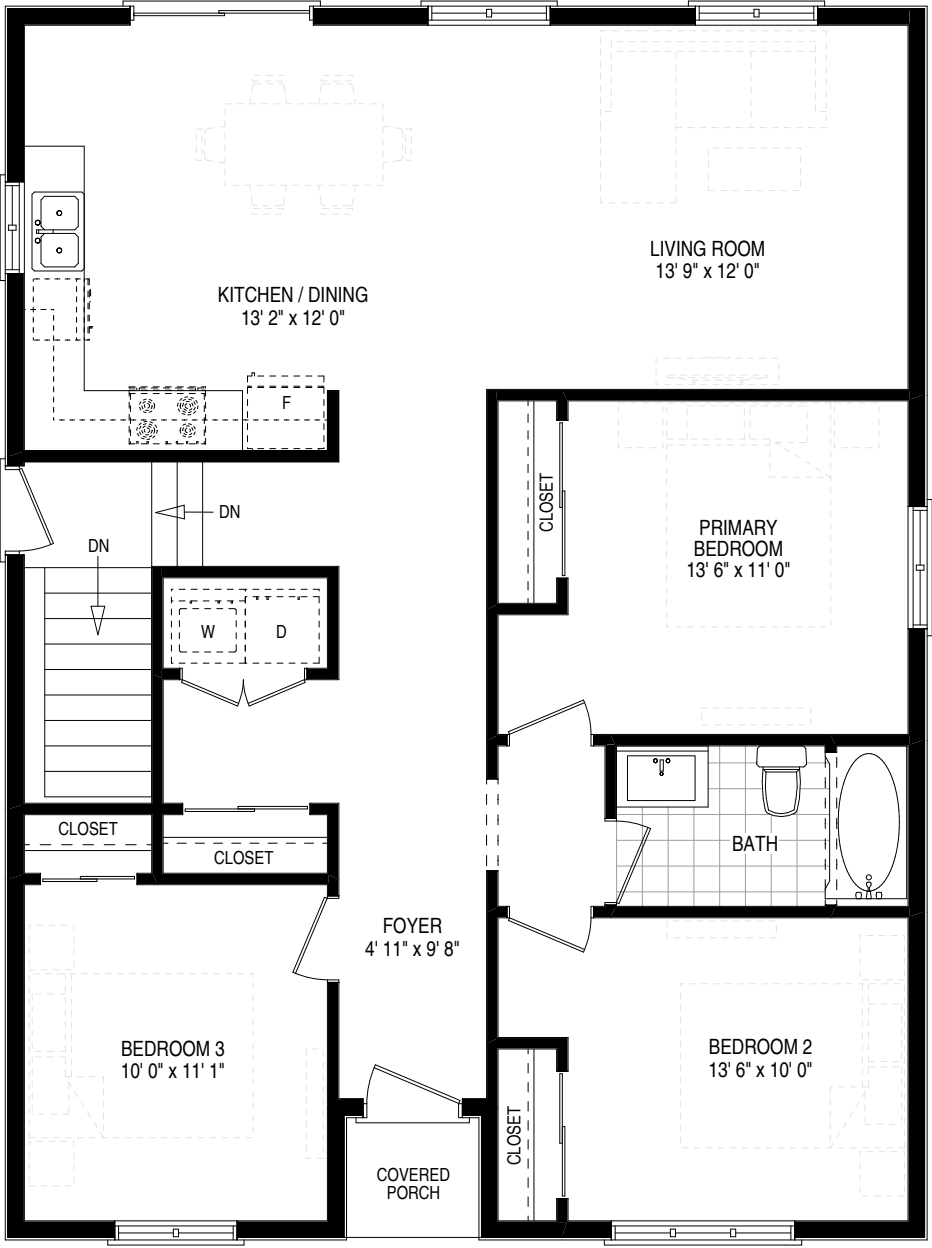 LIVING ROOM
13' 9" x 12' 0"
KITCHEN / DINING
13' 2" x 12' 0"
F
CLOSET
DN
PRIMARY
BEDROOM
13' 6" x 11' 0"
DN
W
D
CLOSET
CLOSET
BATH
FOYER
4' 11" x 9' 8"
BEDROOM 3
10' 0" x 11' 1"
BEDROOM 2
13' 6" x 10' 0"
CLOSET
COVERED
PORCH